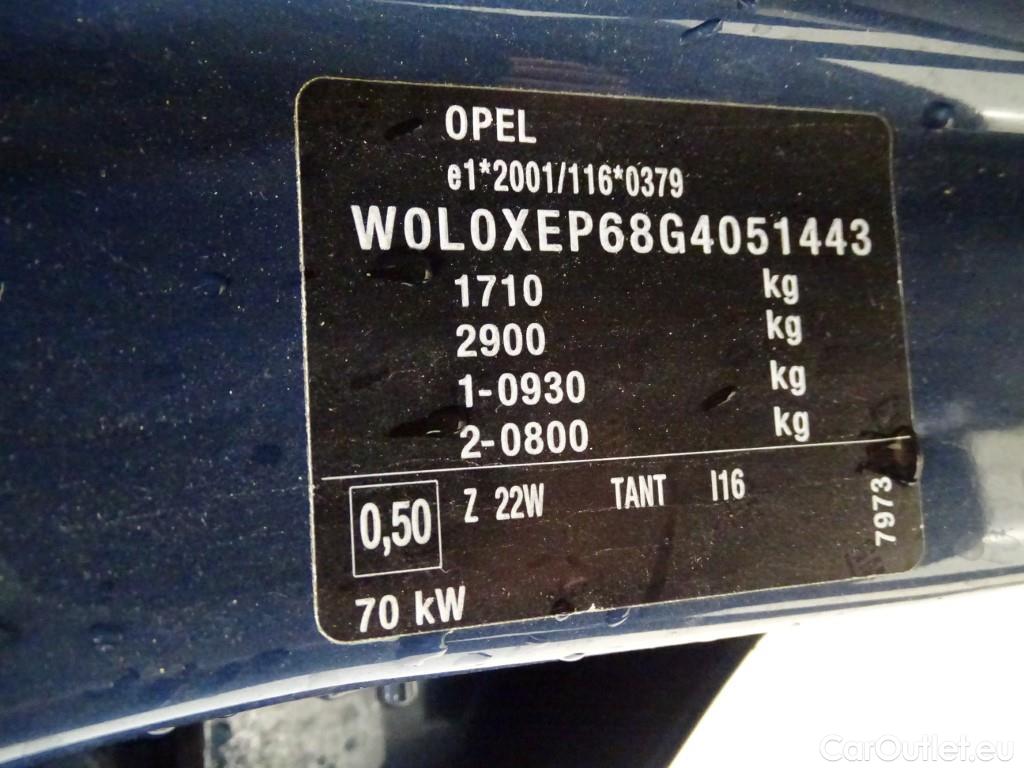 OPEL
e1*2001/116*0379
W0L0XEP68G4051443
1710 kg
2900 kg
1-0930 kg
2-0800 kg
0,50 Z 22W TANT I16
7973
70 kW
CarOutlet.eu